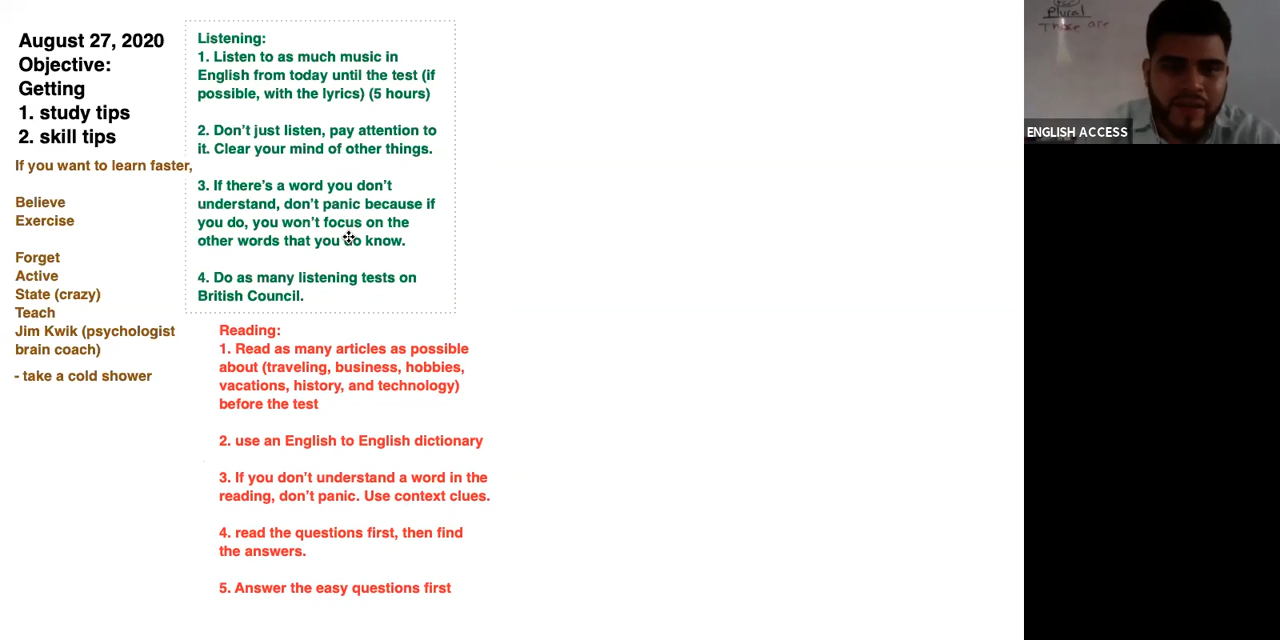 August 27, 2020
Objective:
Getting
1. study tips
2. skill tips
If you want to learn faster,
Believe
Exercise
Forget
Active
State (crazy)
Teach
Jim Kwik (psychologist
brain coach)
- take a cold shower
Listening:
1. Listen to as much music in
English from today until the test (if
possible, with the lyrics) (5 hours)
2. Don’t just listen, pay attention to
it. Clear your mind of other things.
3. If there’s a word you don’t
understand, don’t panic because if
you do, you won’t focus on the
other words that you do know.
4. Do as many listening tests on
British Council.
Reading:
1. Read as many articles as possible
about (traveling, business, hobbies,
vacations, history, and technology)
before the test
2. use an English to English dictionary
3. If you don’t understand a word in the
reading, don’t panic. Use context clues.
4. read the questions first, then find
the answers.
5. Answer the easy questions first
Plural
Those are
ENGLISH ACCESS